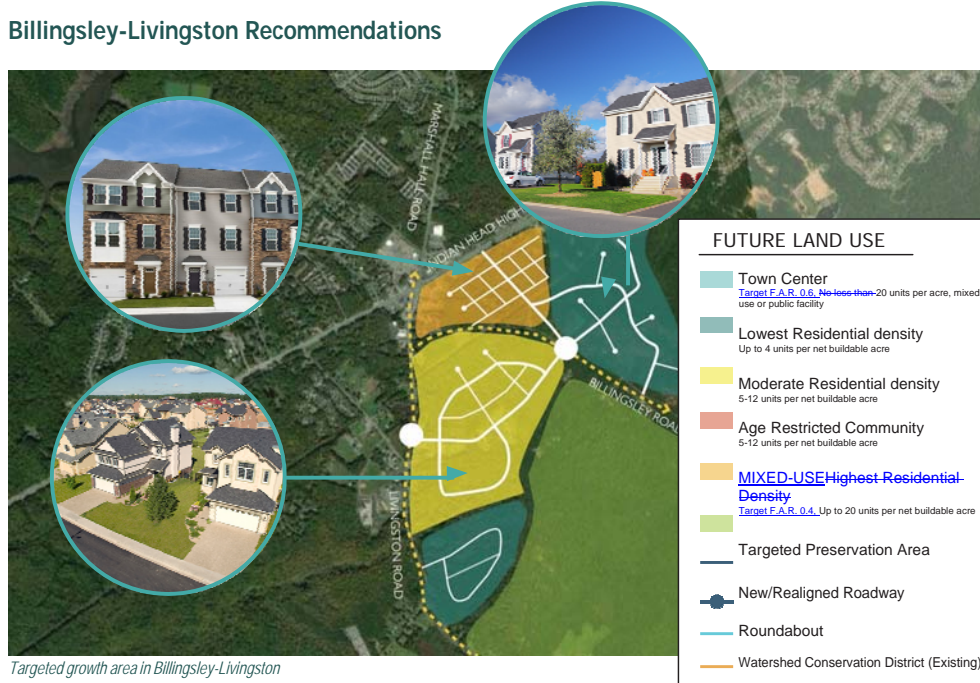 Billingsley-Livingston Recommendations
MARSHALL HALL
ROAD
INDIAN HEAD HIGH
BILLINGSLEY ROAD
LIVINGSTON ROAD
FUTURE LAND USE
Town Center
Target F.A.R. 0.6, No less than 20 units per acre, mixed
use or public facility
Lowest Residential density
Up to 4 units per net buildable acre
Moderate Residential density
5-12 units per net buildable acre
Age Restricted Community
5-12 units per net buildable acre
MIXED-USEHighest Residential
Density
Target F.A.R. 0.4, Up to 20 units per net buildable acre
Targeted Preservation Area
New/Realigned Roadway
Roundabout
Watershed Conservation District (Existing)
Targeted growth area in Billingsley-Livingston